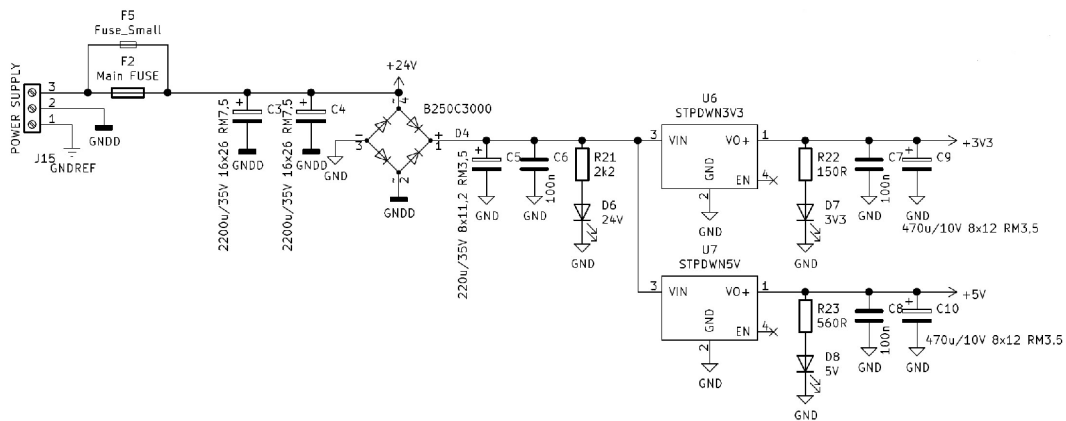 F5
Fuse_Small
F2
Main FUSE
POWER SUPPLY
3
2
1
J15
GNDD
GNDREF
+24V
2200u/35V 16x26 RM7,5
C3
GNDD
2200u/35V 16x26 RM7,5
C4
GNDD
B250C3000
4
3
GND
+
1
2
GNDD
D4
220u/35V 8x11,2 RM3,5
C5
GND
C6
100n
GND
R21
2k2
D6
24V
GND
U6
STPDWN3V3
3
VIN
VO+
1
GND
EN
4
2
GND
R22
150R
D7
3V3
GND
C7
100n
GND
C9
GND
+3V3
470u/10V 8x12 RM3,5
U7
STPDWN5V
3
VIN
VO+
1
GND
EN
4
2
GND
R23
560R
D8
5V
GND
C8
100n
GND
C10
GND
+5V
470u/10V 8x12 RM3,5